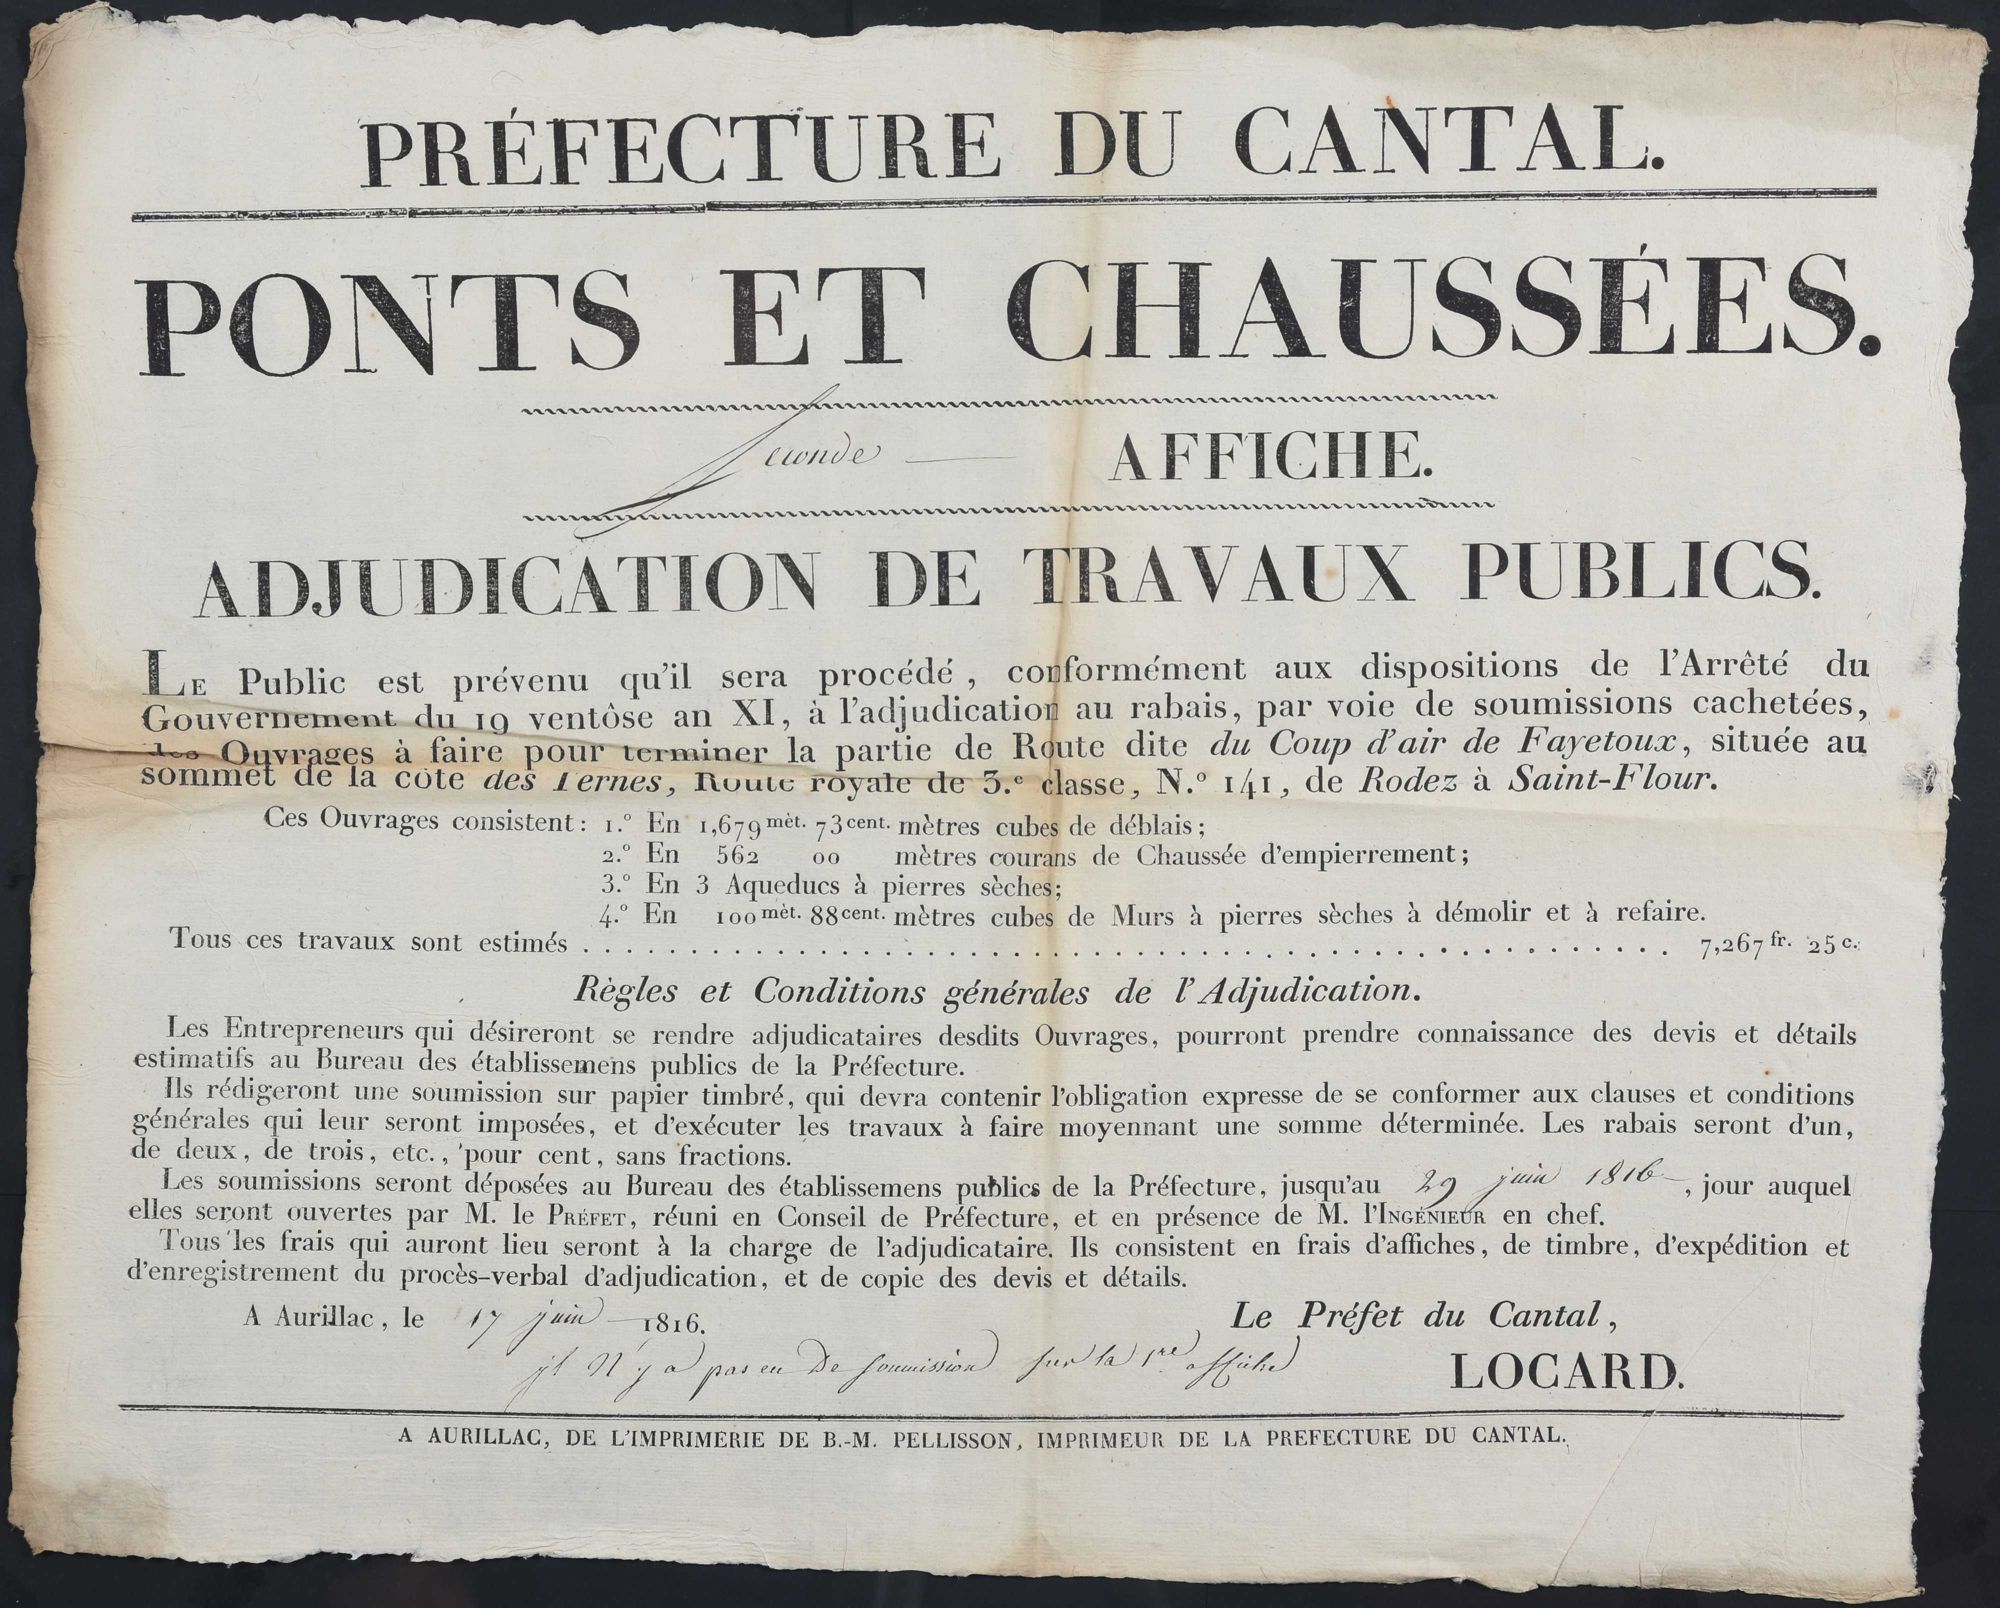 PRÉFECTURE DU CANTAL.
PONTS ET CHAUSSÉES.
Seconde AFFICHE.
ADJUDICATION DE TRAVAUX PUBLICS.
LE Public est prévenu qu'il sera procédé, conformément aux dispositions de l'Arrêté du
Gouvernement du 19 ventôse an XI, à l'adjudication au rabais, par voie de soumissions cachetées,
des Ouvrages à faire pour terminer la partie de Route dite du Coup d'air de Fayetoux, située au
sommet de la côte des Ternes, Route royale de 3.e classe, N.o 141, de Rodez à Saint-Flour.
Ces Ouvrages consistent: 1.o En 1,679 mèt. 73 cent. mètres cubes de déblais;
2.o En 562 00 mètres courans de Chaussée d'empierrement;
3.o En 3 Aqueducs à pierres sèches;
4.o En 100 mèt. 88 cent. mètres cubes de Murs à pierres sèches à démolir et à refaire.
Tous ces travaux sont estimés . . . . . . . . . . . . . . . . . . . . 7,267 fr. 25 c.
Règles et Conditions générales de l'Adjudication.
Les Entrepreneurs qui désireront se rendre adjudicataires desdits Ouvrages, pourront prendre connaissance des devis et détails
estimatifs au Bureau des établissemens publics de la Préfecture.
Ils rédigeront une soumission sur papier timbré, qui devra contenir l'obligation expresse de se conformer aux clauses et conditions
générales qui leur seront imposées, et d'exécuter les travaux à faire moyennant une somme déterminée. Les rabais seront d'un,
de deux, de trois, etc., pour cent, sans fractions.
Les soumissions seront déposées au Bureau des établissemens publics de la Préfecture, jusqu'au 29 juin 1816, jour auquel
elles seront ouvertes par M. le PRÉFET, réuni en Conseil de Préfecture, et en présence de M. l'INGÉNIEUR en chef.
Tous les frais qui auront lieu seront à la charge de l'adjudicataire. Ils consistent en frais d'affiches, de timbre, d'expédition et
d'enregistrement du procès-verbal d'adjudication, et de copie des devis et détails.
A Aurillac, le 17 juin 1816.
Le Préfet du Cantal,
jl N'y a pas eu De soumission sur la 1re affiche
LOCARD.
A AURILLAC, DE L'IMPRIMERIE DE B.-M. PELLISSON, IMPRIMEUR DE LA PREFECTURE DU CANTAL.